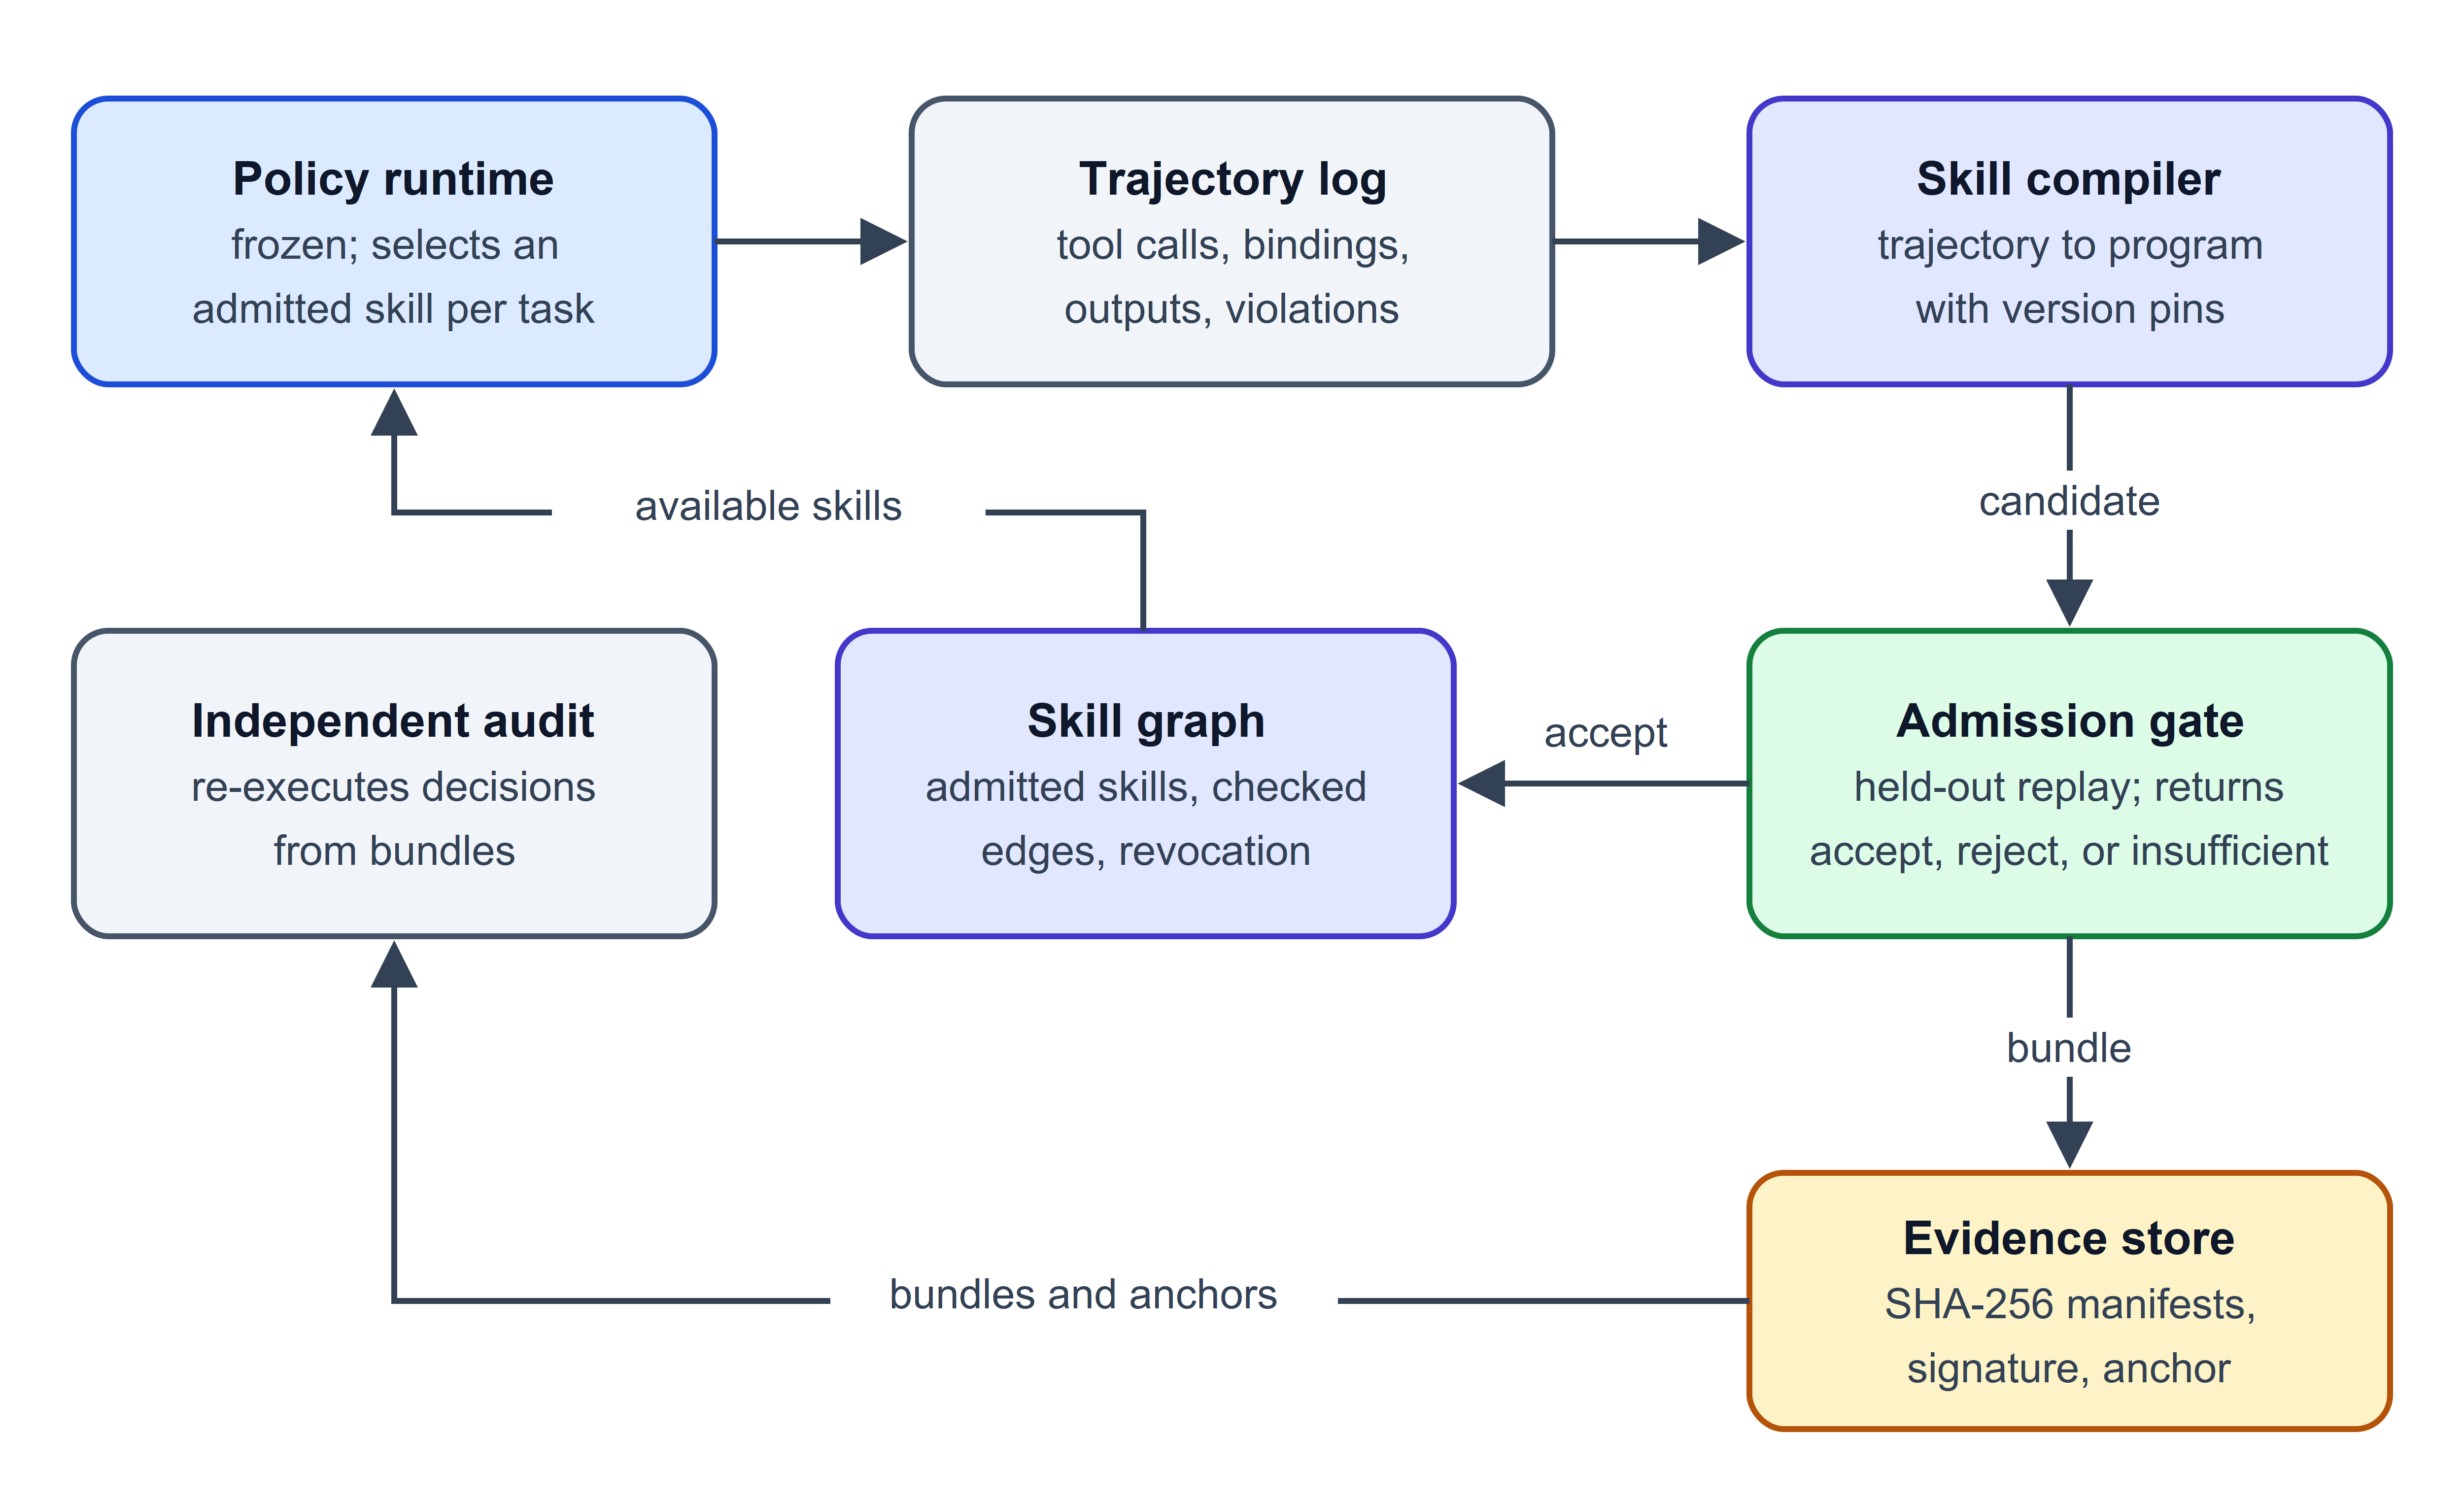 Policy runtime
frozen; selects an
admitted skill per task
Trajectory log
tool calls, bindings,
outputs, violations
Skill compiler
trajectory to program
with version pins
available skills
candidate
Independent audit
re-executes decisions
from bundles
Skill graph
admitted skills, checked
edges, revocation
accept
Admission gate
held-out replay; returns
accept, reject, or insufficient
bundle
bundles and anchors
Evidence store
SHA-256 manifests,
signature, anchor